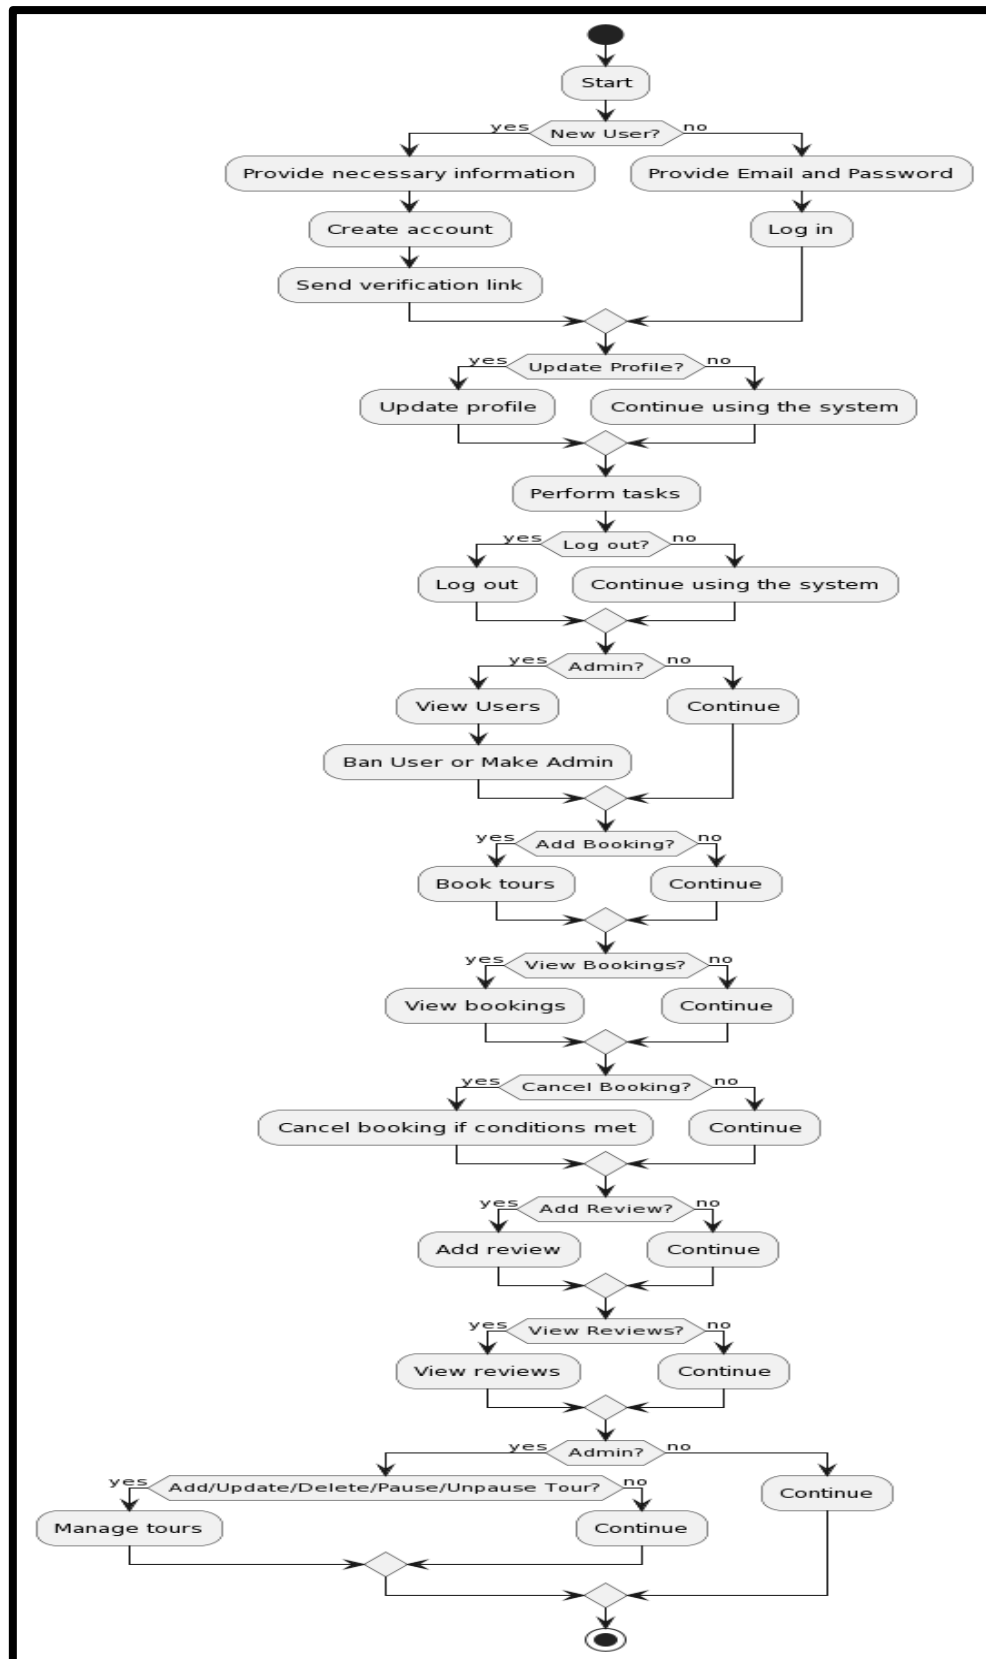 Start
yes New User? no
Provide necessary information Provide Email and Password
Create account Log in
Send verification link
yes Update Profile? no
Update profile Continue using the system
Perform tasks
yes Log out? no
Log out Continue using the system
yes Admin? no
View Users Continue
Ban User or Make Admin
yes Add Booking? no
Book tours Continue
yes View Bookings? no
View bookings Continue
yes Cancel Booking? no
Cancel booking if conditions met Continue
yes Add Review? no
Add review Continue
yes View Reviews? no
View reviews Continue
yes Admin? no
yes Add/Update/Delete/Pause/Unpause Tour? no Continue
Manage tours Continue